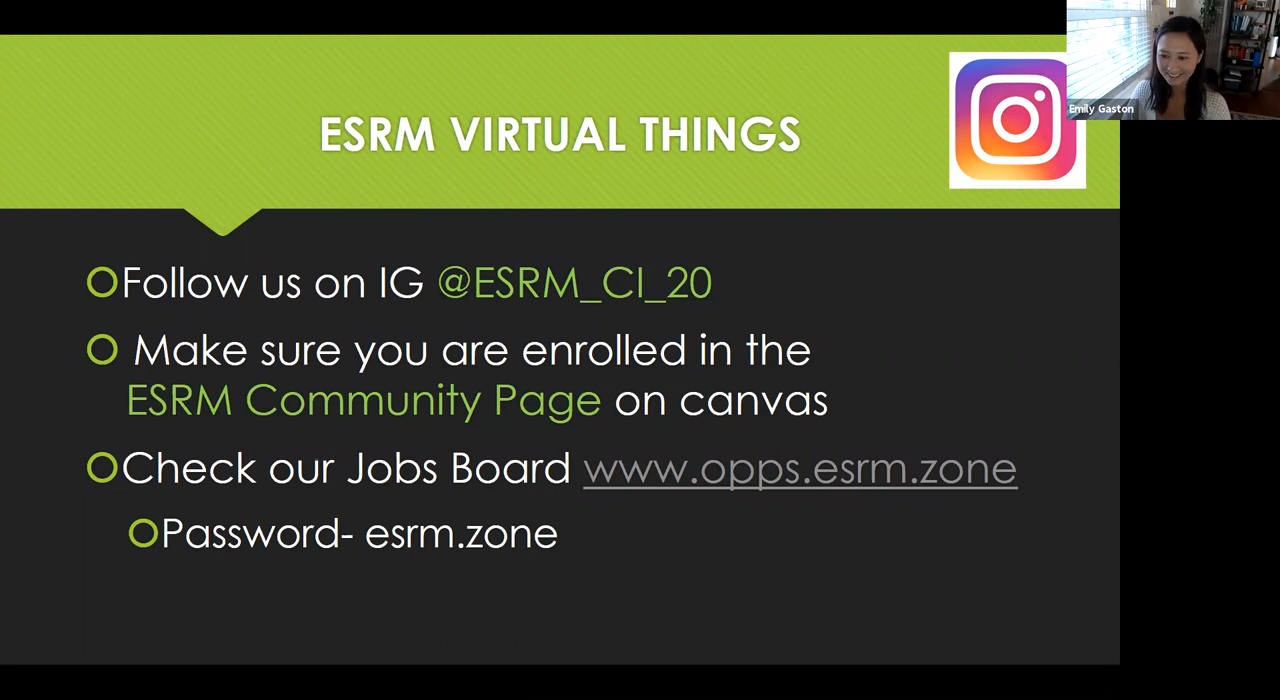 Emily Gaston
ESRM VIRTUAL THINGS
Follow us on IG @ESRM_CI_20
Make sure you are enrolled in the
ESRM Community Page on canvas
Check our Jobs Board www.opps.esrm.zone
Password- esrm.zone